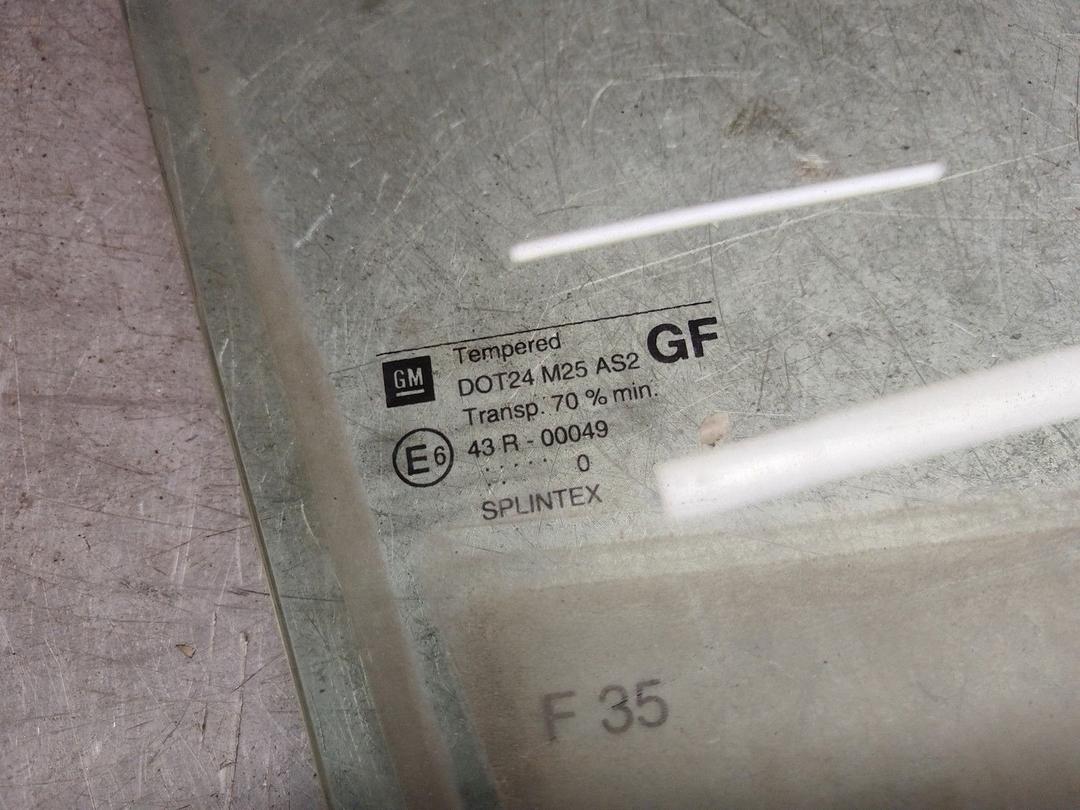 GM
Tempered GF
DOT24 M25 AS2
Transp. 70 % min.
E6 43 R - 00049
..... 0
SPLINTEX
F 35